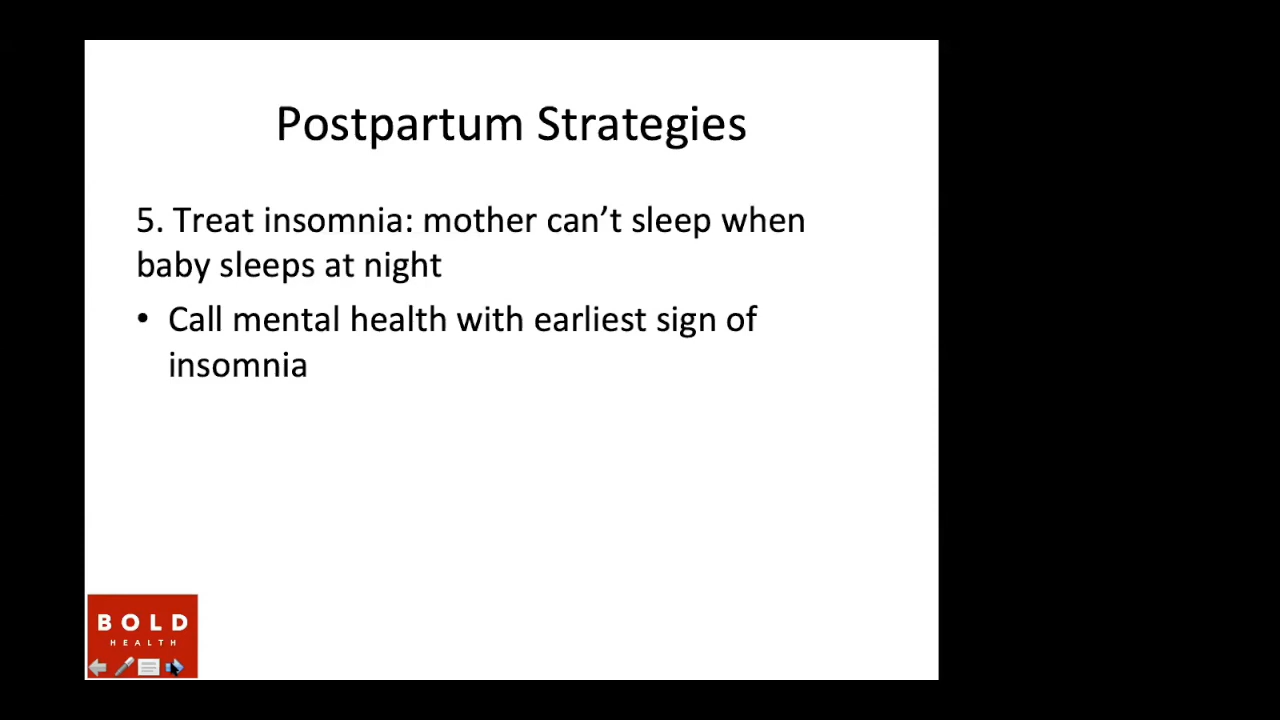 Postpartum Strategies
5. Treat insomnia: mother can’t sleep when
baby sleeps at night
• Call mental health with earliest sign of
insomnia
BOLD
HEALTH